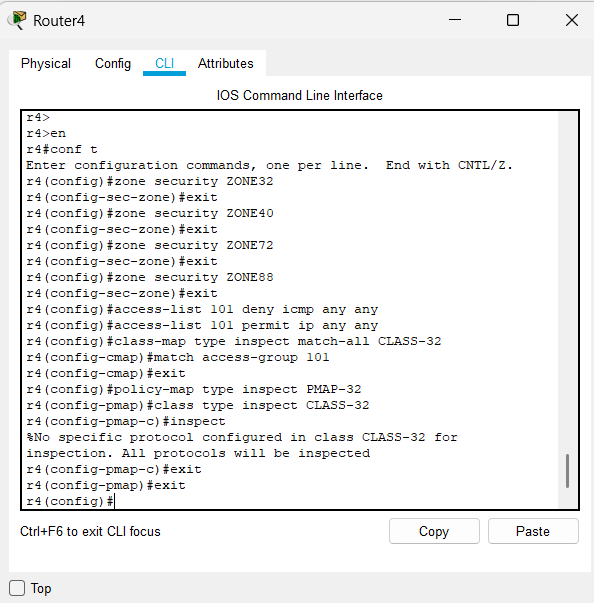 Router4
Physical Config CLI Attributes
IOS Command Line Interface
r4>
r4>en
r4#conf t
Enter configuration commands, one per line.  End with CNTL/Z.
r4(config)#zone security ZONE32
r4(config-sec-zone)#exit
r4(config)#zone security ZONE40
r4(config-sec-zone)#exit
r4(config)#zone security ZONE72
r4(config-sec-zone)#exit
r4(config)#zone security ZONE88
r4(config-sec-zone)#exit
r4(config)#access-list 101 deny icmp any any
r4(config)#access-list 101 permit ip any any
r4(config)#class-map type inspect match-all CLASS-32
r4(config-cmap)#match access-group 101
r4(config-cmap)#exit
r4(config)#policy-map type inspect PMAP-32
r4(config-pmap)#class type inspect CLASS-32
r4(config-pmap-c)#inspect
%No specific protocol configured in class CLASS-32 for
inspection. All protocols will be inspected
r4(config-pmap-c)#exit
r4(config-pmap)#exit
r4(config)#
Ctrl+F6 to exit CLI focus
Copy Paste
Top